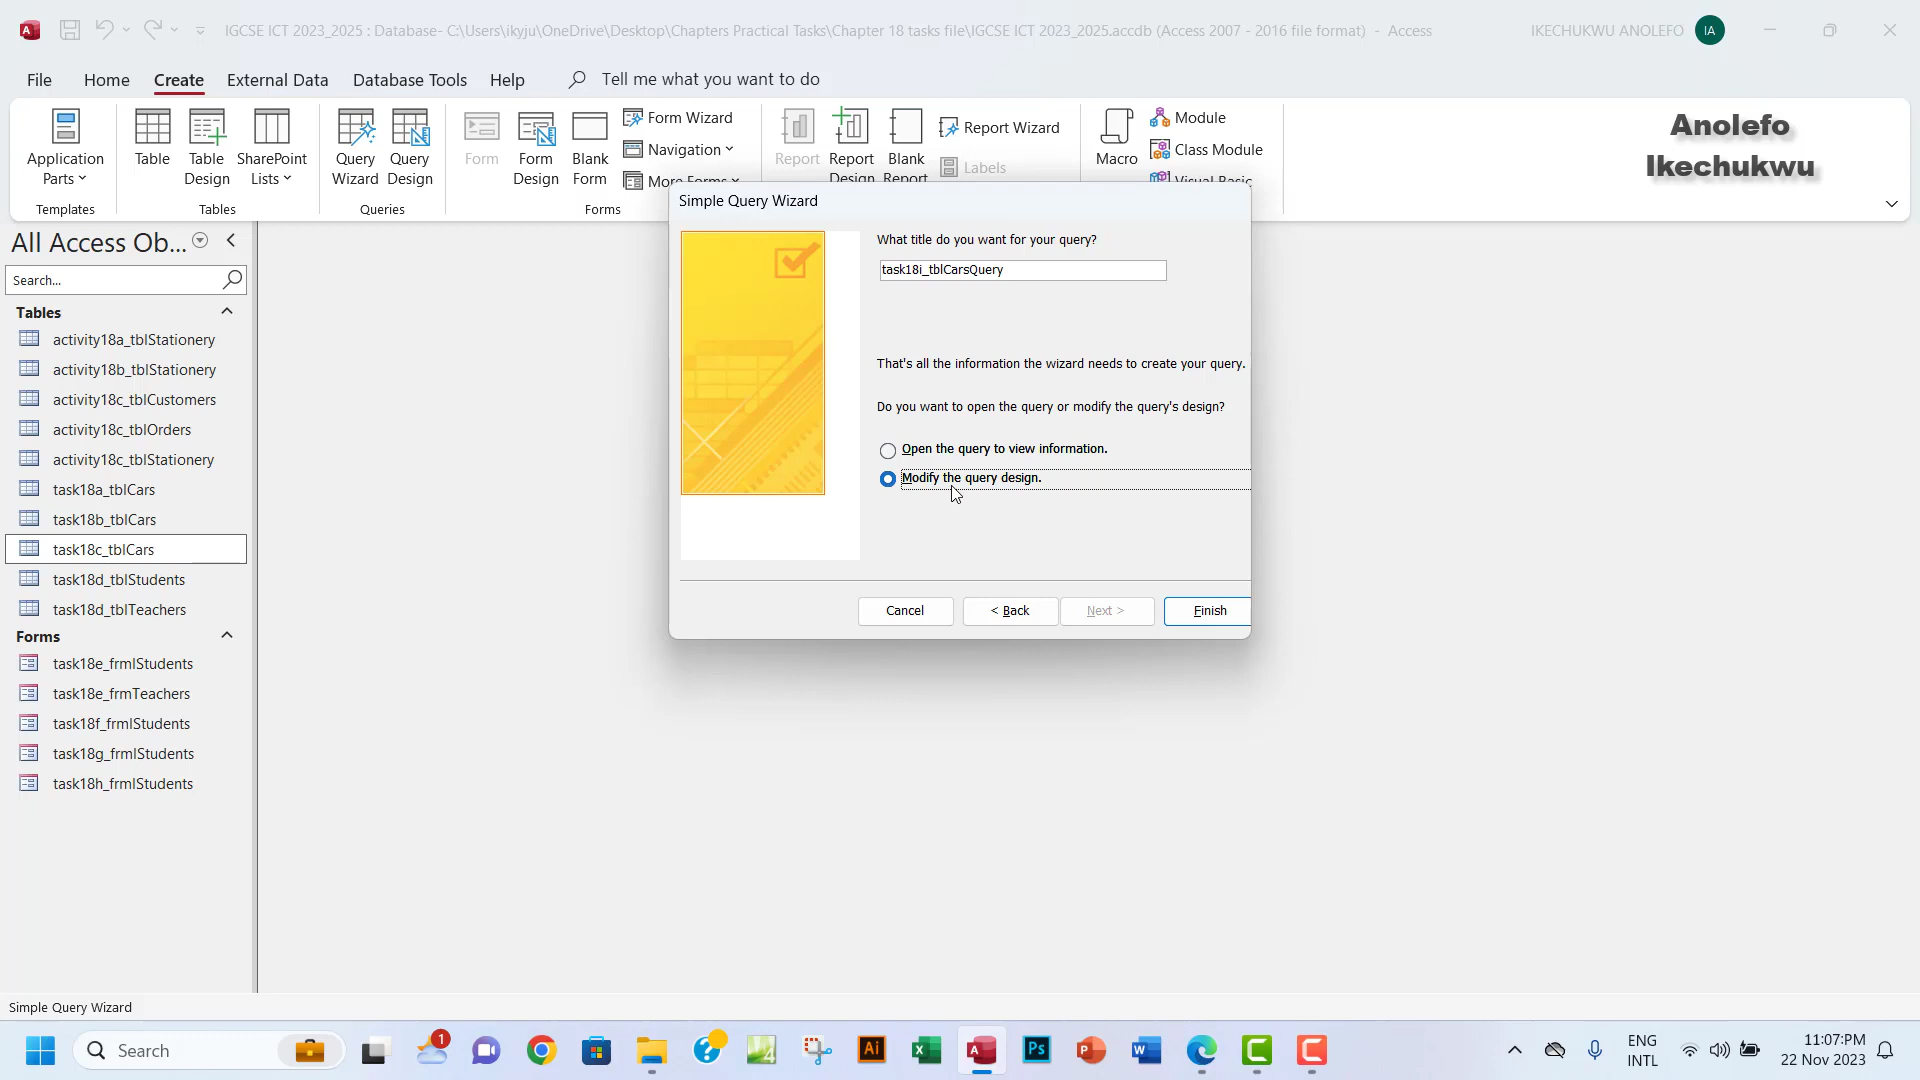 IGCSE ICT 2023_2025 : Database- C:\Users\ikyju\OneDrive\Desktop\Chapters Practical Tasks\Chapter 18 tasks file\IGCSE ICT 2023_2025.accdb (Access 2007 - 2016 file format) - Access
IKECHUKWU ANOLEFO IA
File Home Create External Data Database Tools Help Tell me what you want to do
Application Parts
Table
Table Design
SharePoint Lists
Query Wizard
Query Design
Form
Form Design
Blank Form
Form Wizard
Navigation
More Forms
Report
Report Design
Blank Report
Report Wizard
Labels
Macro
Module
Class Module
Visual Basic
Templates Tables Queries Forms
Anolefo
Ikechukwu
All Access Ob...
Search...
Tables
activity18a_tblStationery
activity18b_tblStationery
activity18c_tblCustomers
activity18c_tblOrders
activity18c_tblStationery
task18a_tblCars
task18b_tblCars
task18c_tblCars
task18d_tblStudents
task18d_tblTeachers
Forms
task18e_frmlStudents
task18e_frmTeachers
task18f_frmlStudents
task18g_frmlStudents
task18h_frmlStudents
Simple Query Wizard
What title do you want for your query?
task18i_tblCarsQuery
That's all the information the wizard needs to create your query.
Do you want to open the query or modify the query's design?
Open the query to view information.
Modify the query design.
Cancel < Back Next > Finish
Simple Query Wizard
Search
1
Ai
Ps
ENG
INTL
11:07:PM
22 Nov 2023